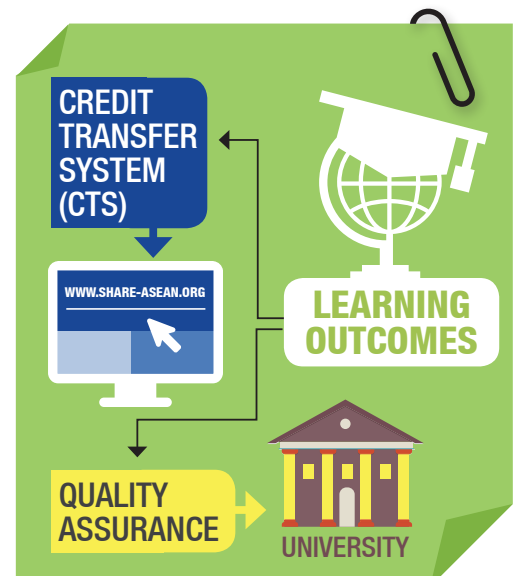 CREDIT
TRANSFER
SYSTEM
(CTS)
WWW.SHARE-ASEAN.ORG
LEARNING
OUTCOMES
QUALITY
ASSURANCE
UNIVERSITY